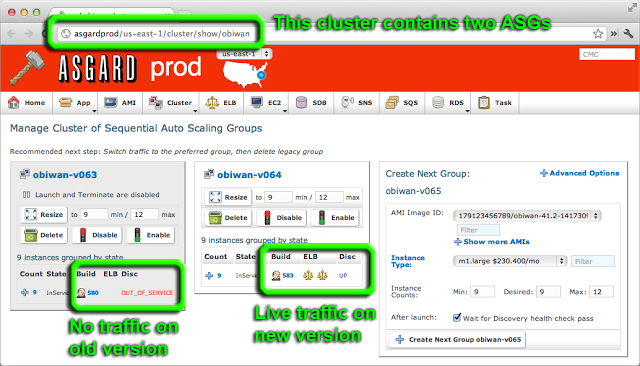 This cluster contains two ASGs
asgardprod/us-east-1/cluster/show/obiwan
ASGARD prod
us-east-1
CMC
Home App AMI Cluster ELB EC2 SDB SNS SQS RDS Task
Manage Cluster of Sequential Auto Scaling Groups
Recommended next step: Switch traffic to the preferred group, then delete legacy group
obiwan-v063
Launch and Terminate are disabled
Resize to 9 min / 12 max
Delete Disable Enable
9 instances grouped by state
Count State Build ELB Disc
9 InServ 580 OUT_OF_SERVICE
No traffic on
old version
obiwan-v064
Resize to 9 min / 12 max
Delete Disable Enable
9 instances grouped by state
Count State Build ELB Disc
9 InServ 583 UP
Live traffic on
new version
Create Next Group:
Advanced Options
obiwan-v065
AMI Image ID: 179123456789/obiwan-41.2-1417309
Filter
Show more AMIs
Instance
Type: m1.large $230.400/mo Filter
Instance
Counts: Min: 9 Desired: 9 Max: 12
After launch: Wait for Discovery health check pass
Create Next Group obiwan-v065